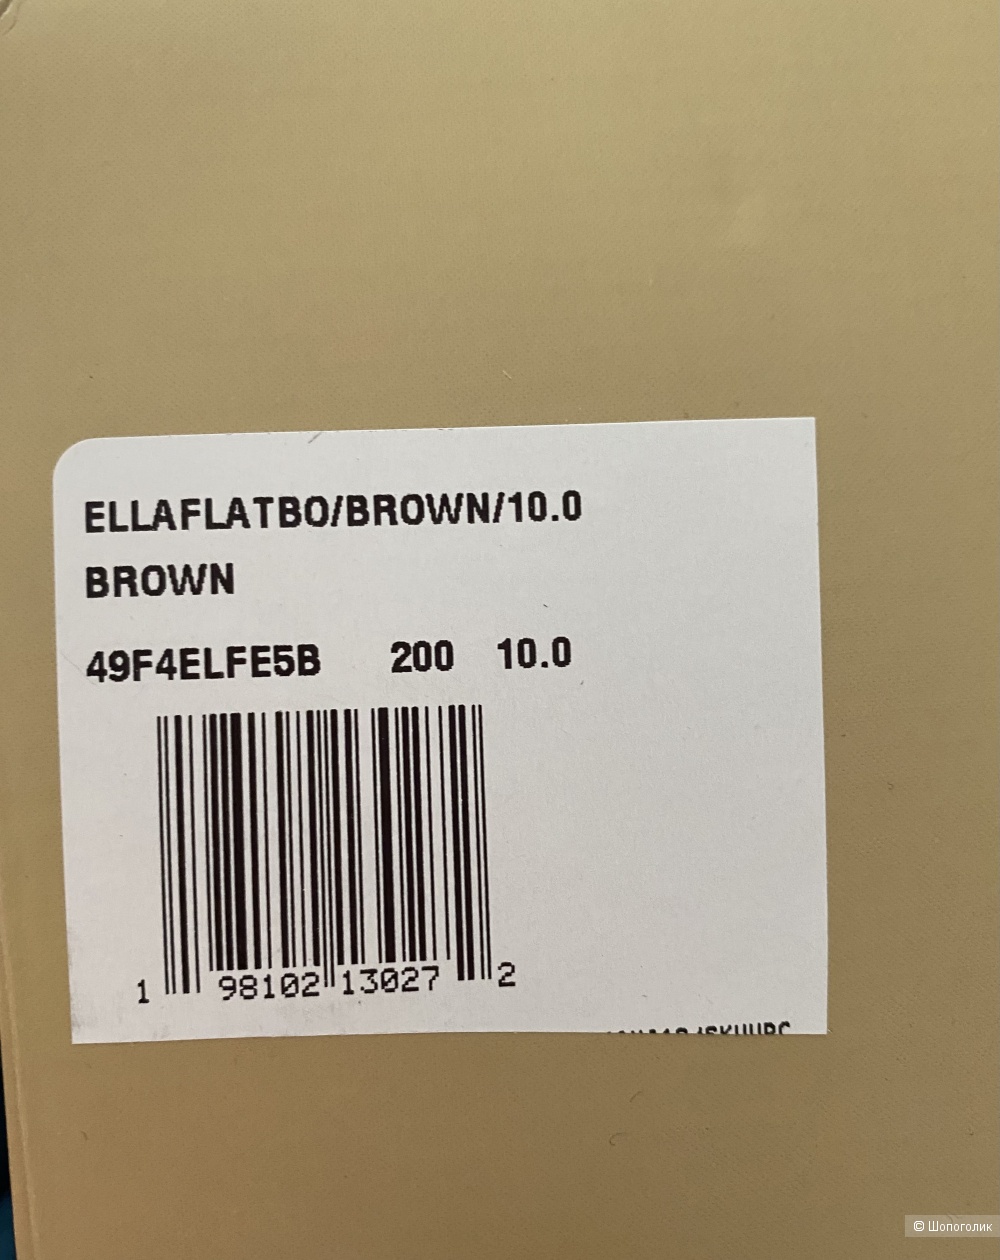 ELLAFLATBO/BROWN/10.0
BROWN
49F4ELFE5B 200 10.0
1 98102 13027 2
© Шопоголик